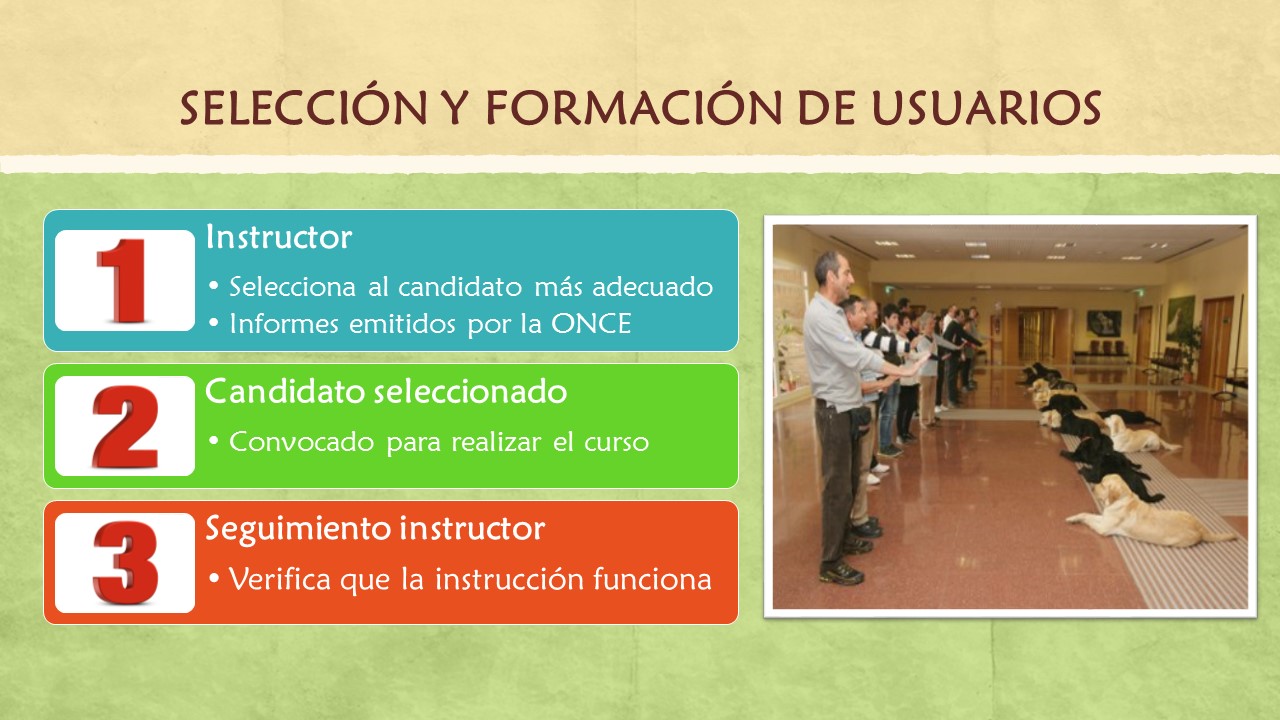 SELECCIÓN Y FORMACIÓN DE USUARIOS
1
Instructor
• Selecciona al candidato más adecuado
• Informes emitidos por la ONCE
2
Candidato seleccionado
• Convocado para realizar el curso
3
Seguimiento instructor
• Verifica que la instrucción funciona